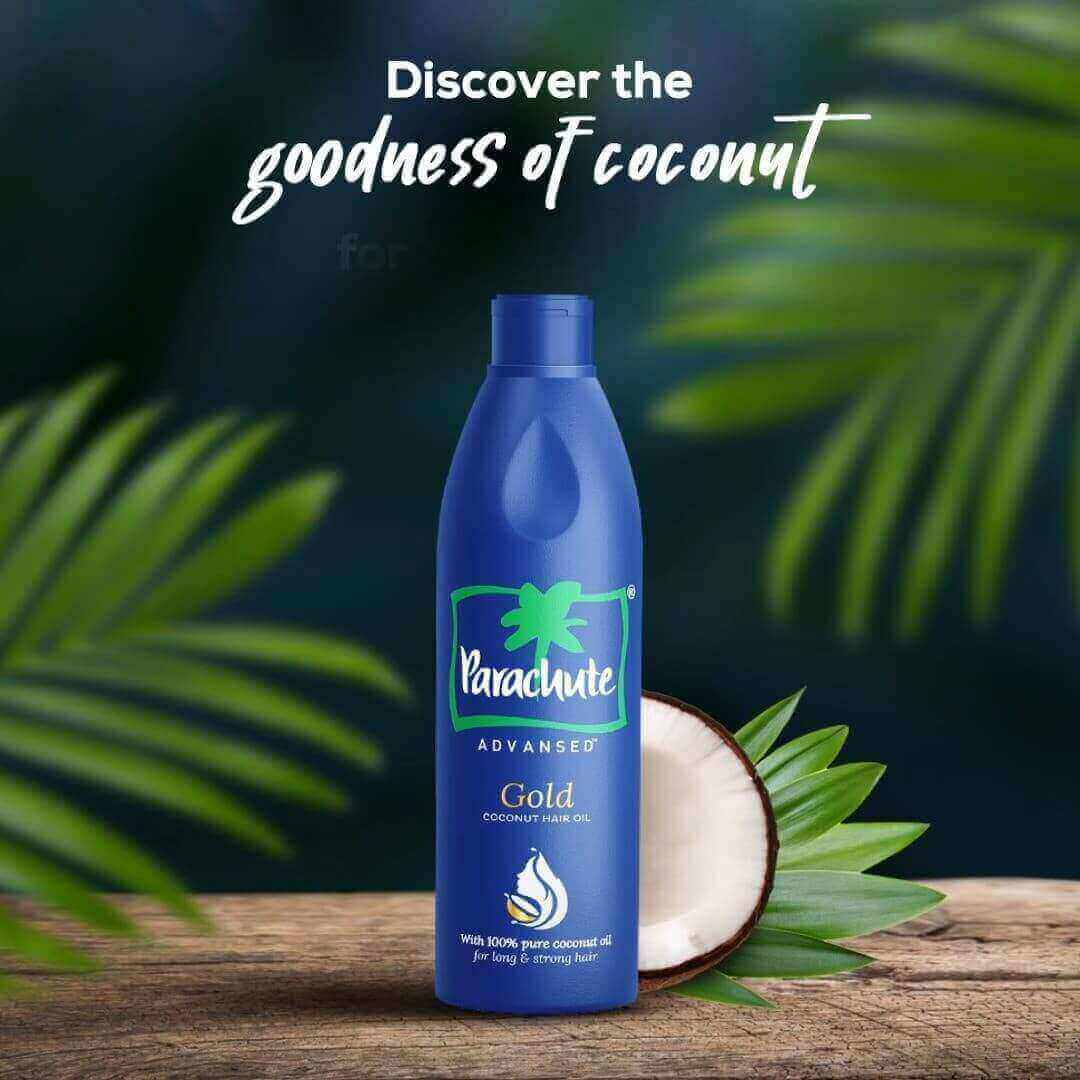 Discover the
goodness of coconut
for
Parachute®
ADVANSED™
Gold
COCONUT HAIR OIL
With 100% pure coconut oil
for long & strong hair